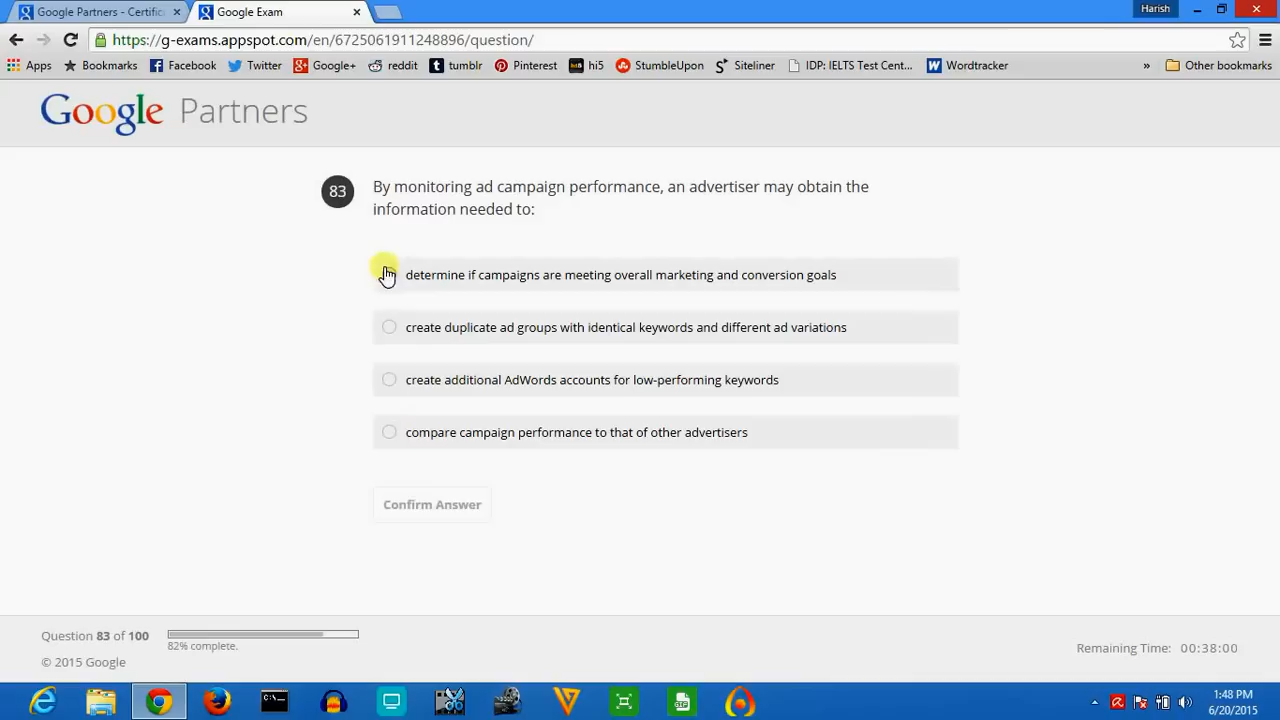 Google Partners - Certific
Google Exam
Harish
https://g-exams.appspot.com/en/6725061911248896/question/
Apps Bookmarks Facebook Twitter Google+ reddit tumblr Pinterest hi5 StumbleUpon Siteliner IDP: IELTS Test Cent... Wordtracker » Other bookmarks
Google Partners
83 By monitoring ad campaign performance, an advertiser may obtain the
information needed to:
determine if campaigns are meeting overall marketing and conversion goals
create duplicate ad groups with identical keywords and different ad variations
create additional AdWords accounts for low-performing keywords
compare campaign performance to that of other advertisers
Confirm Answer
Question 83 of 100
82% complete.
Remaining Time: 00:38:00
© 2015 Google
1:48 PM
6/20/2015